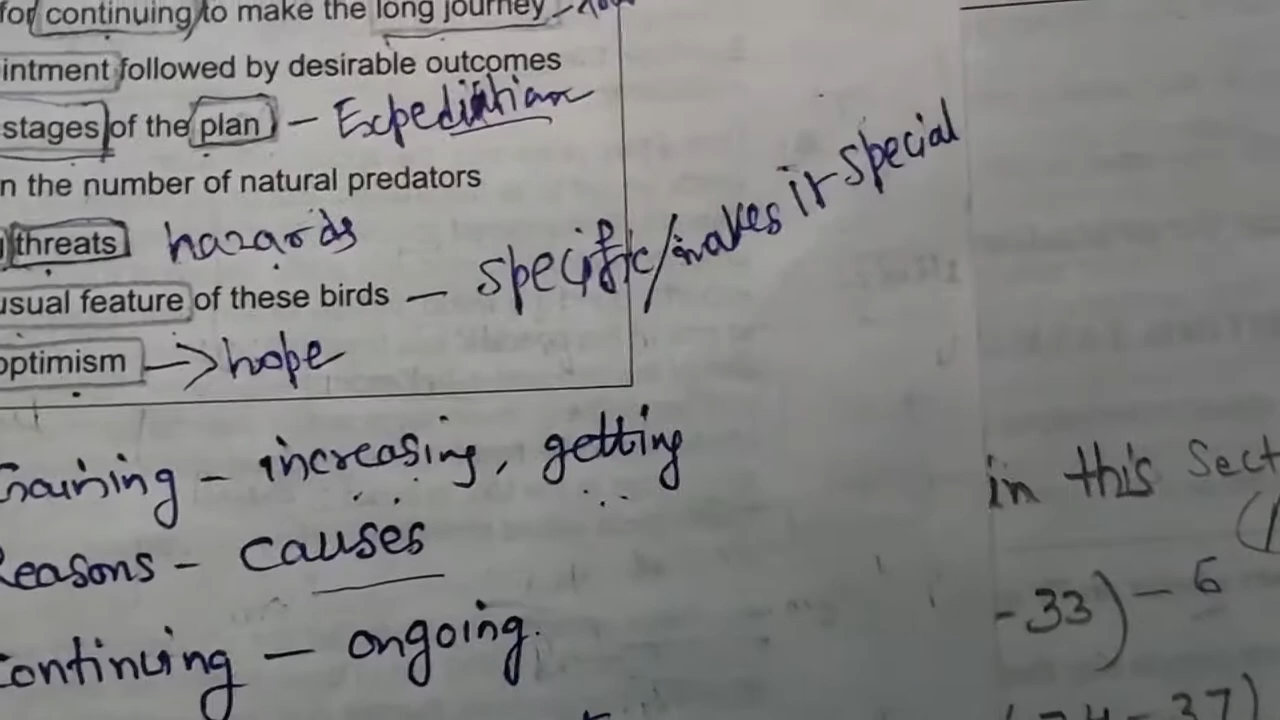 for continuing to make the long journey -
intment followed by desirable outcomes
stages of the plan - Expedition
n the number of natural predators
threats hazards
usual feature of these birds - specific/makes it special
optimism → hope
Gaining - increasing, getting
Reasons - causes
Continuing - ongoing.
in this Sect
-33) - 6
- 37)